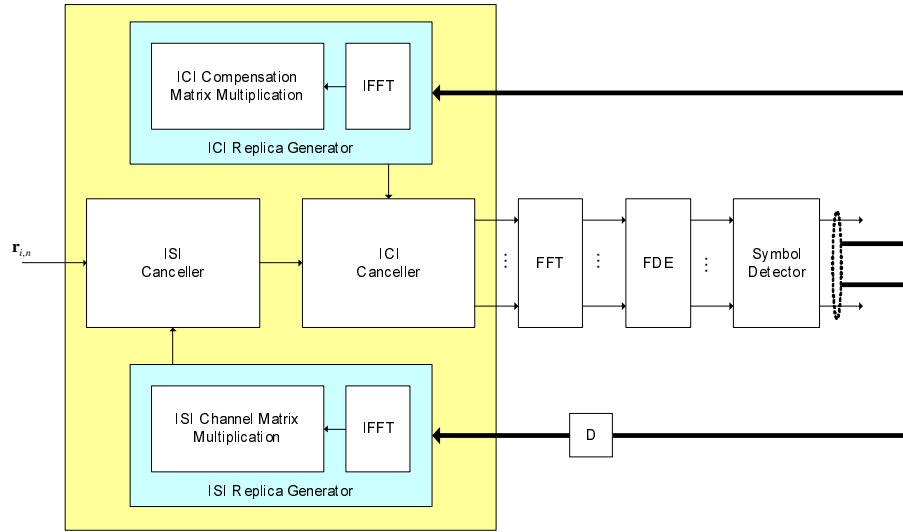 ICI Compensation
Matrix Multiplication
IFFT
ICI Replica Generator
r_{i,n}
ISI
Canceller
ICI
Canceller
⋮
FFT
⋮
FDE
⋮
Symbol
Detector
ISI Channel Matrix
Multiplication
IFFT
D
ISI Replica Generator